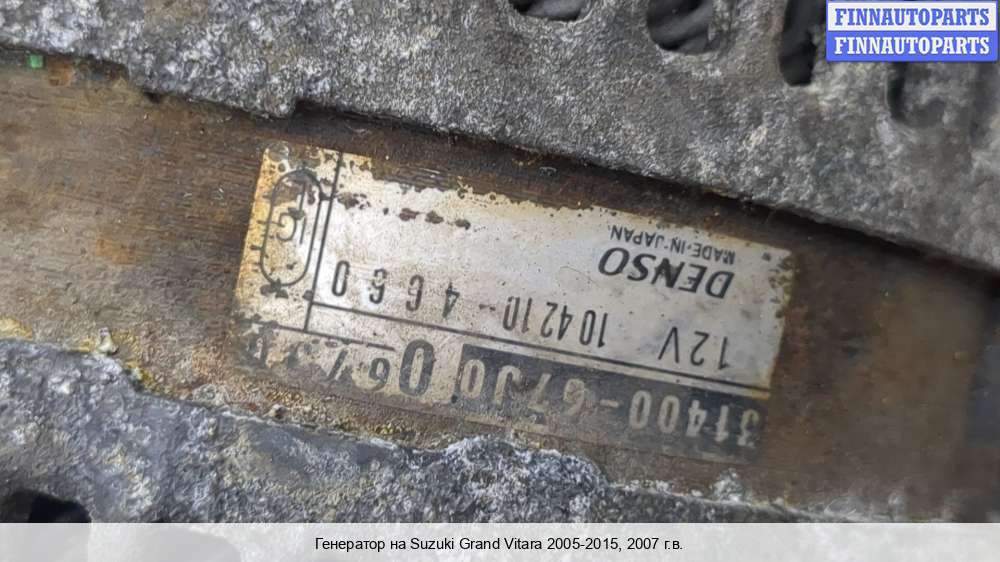 FINNAUTOPARTS
FINNAUTOPARTS
31400-67J0
12V 104210-4660
DENSO
MADE IN JAPAN
IG
Генератор на Suzuki Grand Vitara 2005-2015, 2007 г.в.